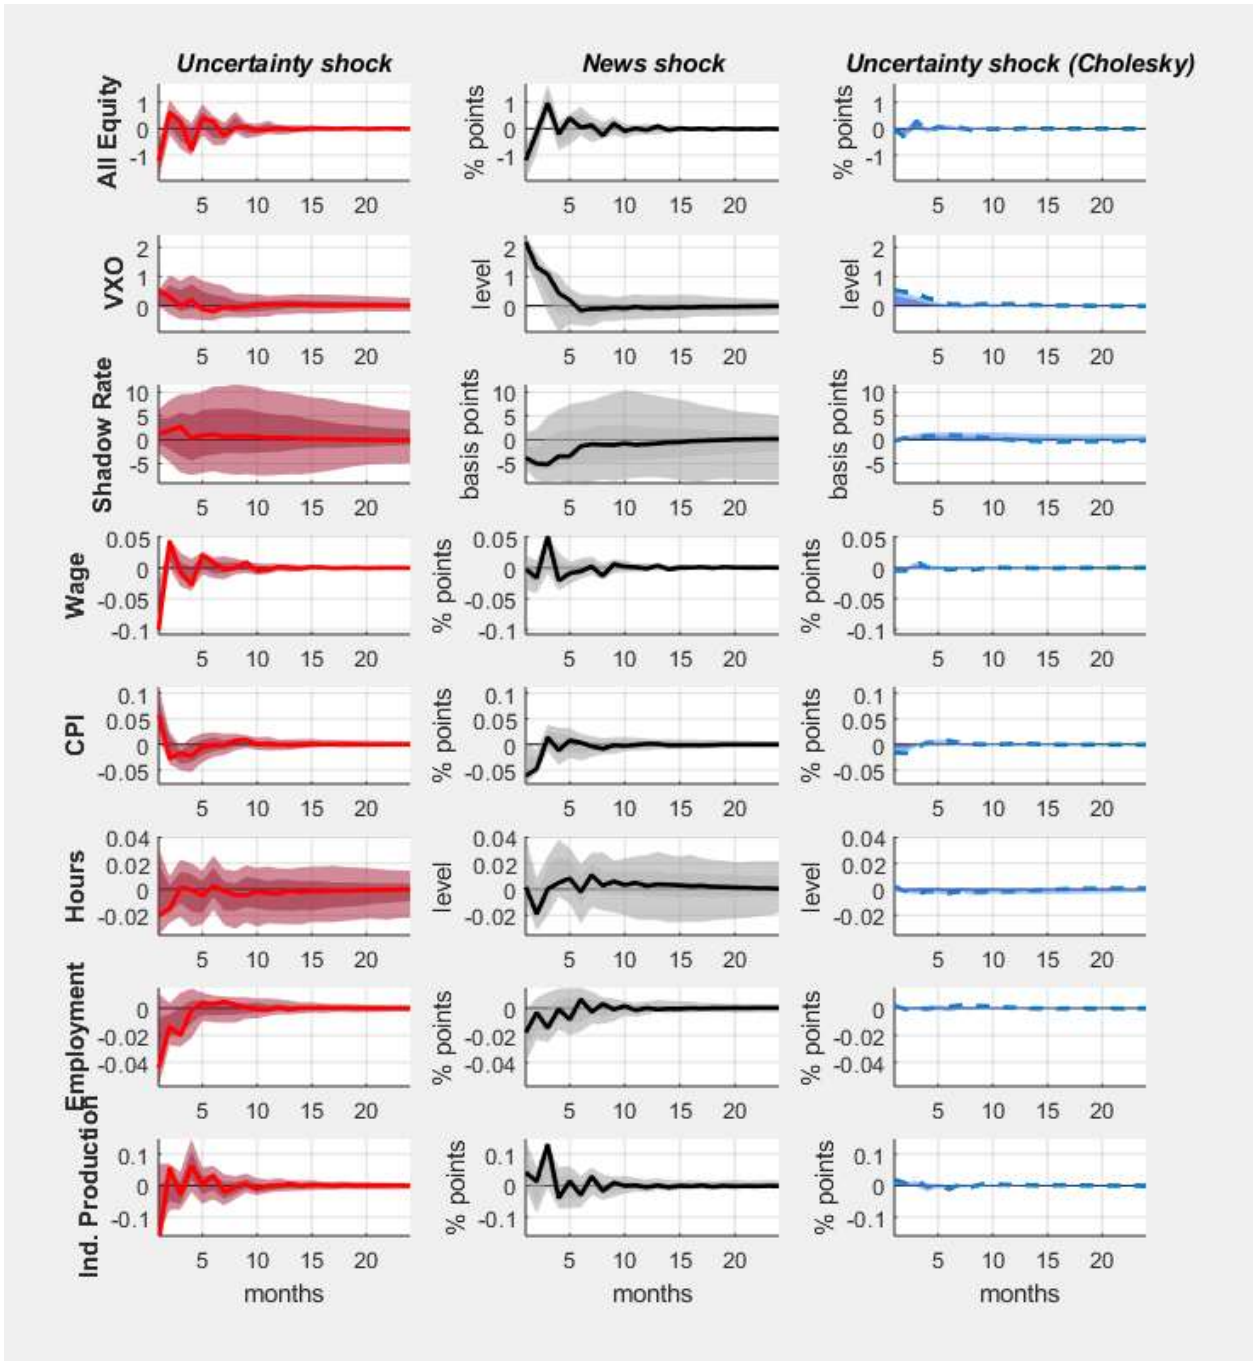 Uncertainty shock News shock Uncertainty shock (Cholesky)
All Equity
1
0
-1
5 10 15 20
% points
1
0
-1
5 10 15 20
% points
1
0
-1
5 10 15 20
VXO
2
1
0
5 10 15 20
level
2
1
0
5 10 15 20
level
2
1
0
5 10 15 20
Shadow Rate
10
5
0
-5
5 10 15 20
basis points
10
5
0
-5
5 10 15 20
basis points
10
5
0
-5
5 10 15 20
Wage
0.05
0
-0.05
-0.1
5 10 15 20
% points
0.05
0
-0.05
-0.1
5 10 15 20
% points
0.05
0
-0.05
-0.1
5 10 15 20
CPI
0.1
0.05
0
-0.05
5 10 15 20
% points
0.1
0.05
0
-0.05
5 10 15 20
% points
0.1
0.05
0
-0.05
5 10 15 20
Hours
0.04
0.02
0
-0.02
5 10 15 20
level
0.04
0.02
0
-0.02
5 10 15 20
level
0.04
0.02
0
-0.02
5 10 15 20
Employment
0
-0.02
-0.04
5 10 15 20
% points
0
-0.02
-0.04
5 10 15 20
% points
0
-0.02
-0.04
5 10 15 20
Ind. Production
0.1
0
-0.1
5 10 15 20
months
% points
0.1
0
-0.1
5 10 15 20
months
% points
0.1
0
-0.1
5 10 15 20
months